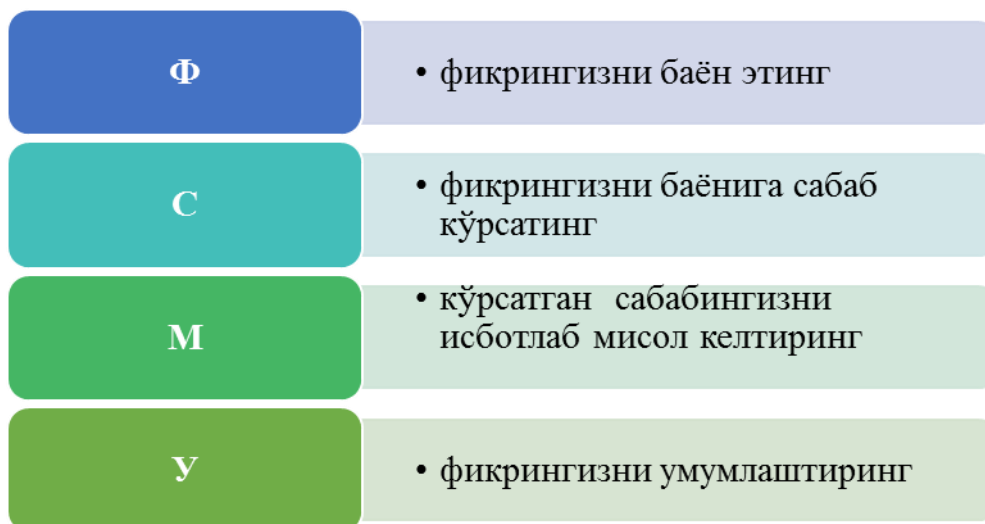 Ф
• фикрингизни баён этинг
С
• фикрингизни баёнига сабаб
кўрсатинг
М
• кўрсатган сабабингизни
исботлаб мисол келтиринг
У
• фикрингизни умумлаштиринг